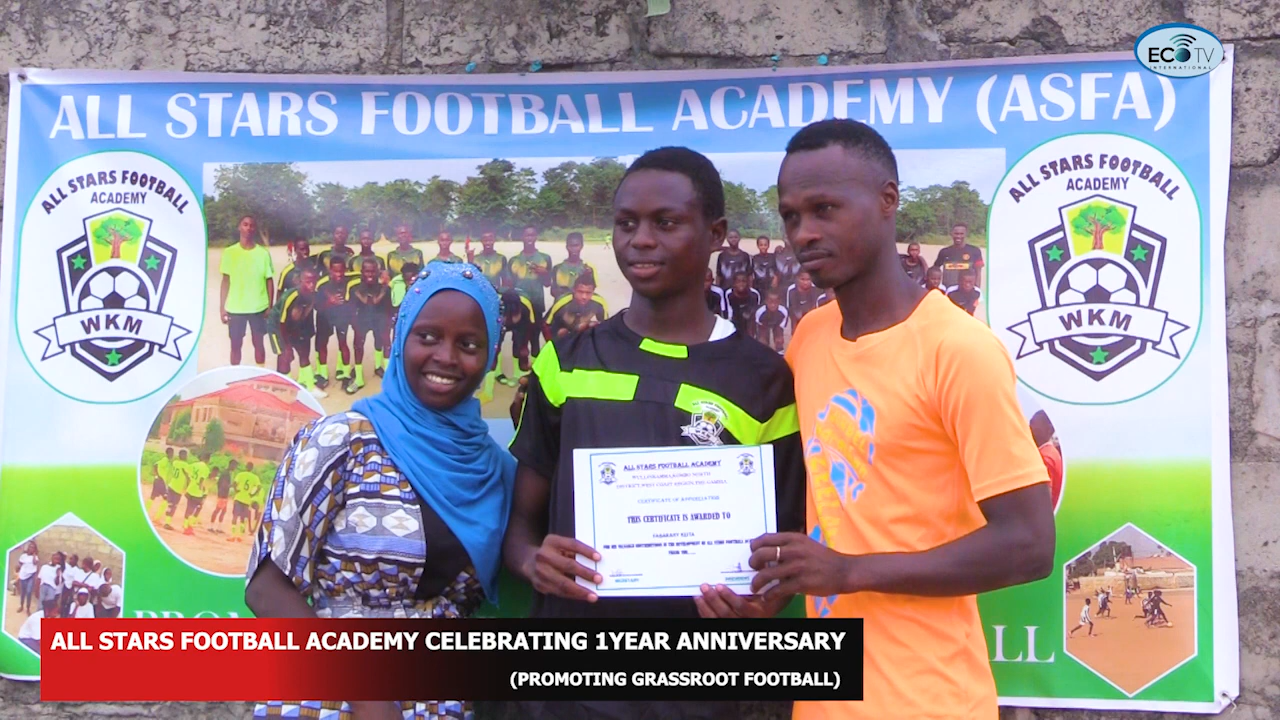 ECO TV
INTERNATIONAL
ALL STARS FOOTBALL ACADEMY (ASFA)
ALL STARS FOOTBALL
ACADEMY
WKM
ALL STARS FOOTBALL
ACADEMY
WKM
ALL STARS FOOTBALL ACADEMY
CERTIFICATE OF APPRECIATION
THIS CERTIFICATE IS AWARDED TO
THANK YOU
ALL STARS FOOTBALL ACADEMY CELEBRATING 1YEAR ANNIVERSARY
(PROMOTING GRASSROOT FOOTBALL)